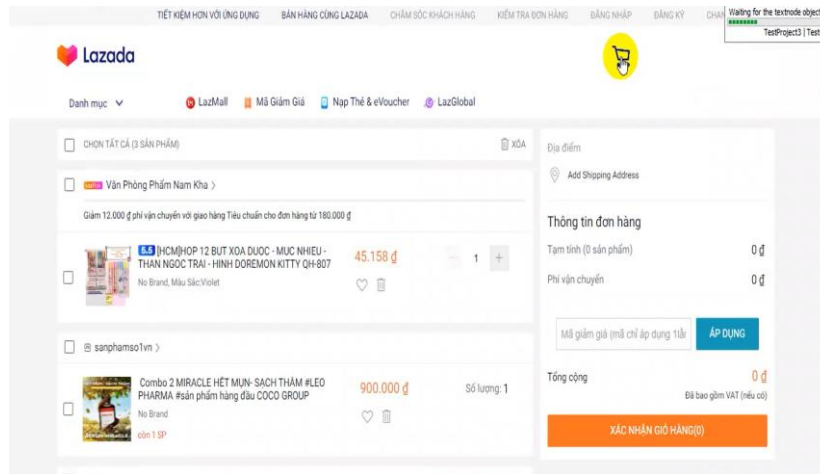 TIẾT KIỆM HƠN VỚI ỨNG DỤNG BÁN HÀNG CÙNG LAZADA CHĂM SÓC KHÁCH HÀNG KIỂM TRA ĐƠN HÀNG ĐĂNG NHẬP ĐĂNG KÝ
Waiting for the textnode object
TestProject3 | Test
Lazada
Danh mục LazMall Mã Giảm Giá Nạp Thẻ & eVoucher LazGlobal
CHỌN TẤT CẢ (3 SẢN PHẨM) XÓA
Văn Phòng Phẩm Nam Kha >
Giảm 12.000 ₫ phí vận chuyển với giao hàng Tiêu chuẩn cho đơn hàng từ 180.000 ₫
5.5 [HCM]HOP 12 BUT XOA DUOC - MUC NHIEU -
THAN NGOC TRAI - HINH DOREMON KITTY QH-807
No Brand, Màu Sắc:Violet
45.158 ₫
- 1 +
sanphamso1vn >
Combo 2 MIRACLE HẾT MỤN- SẠCH THÂM #LEO
PHARMA #sản phẩm hàng đầu COCO GROUP
No Brand
còn 1 SP
900.000 ₫
Số lượng: 1
Địa điểm
Add Shipping Address
Thông tin đơn hàng
Tạm tính (0 sản phẩm) 0 ₫
Phí vận chuyển 0 ₫
Mã giảm giá (mã chỉ áp dụng 1 ÁP DỤNG
Tổng cộng 0 ₫
Đã bao gồm VAT (nếu có)
XÁC NHẬN GIỎ HÀNG(0)